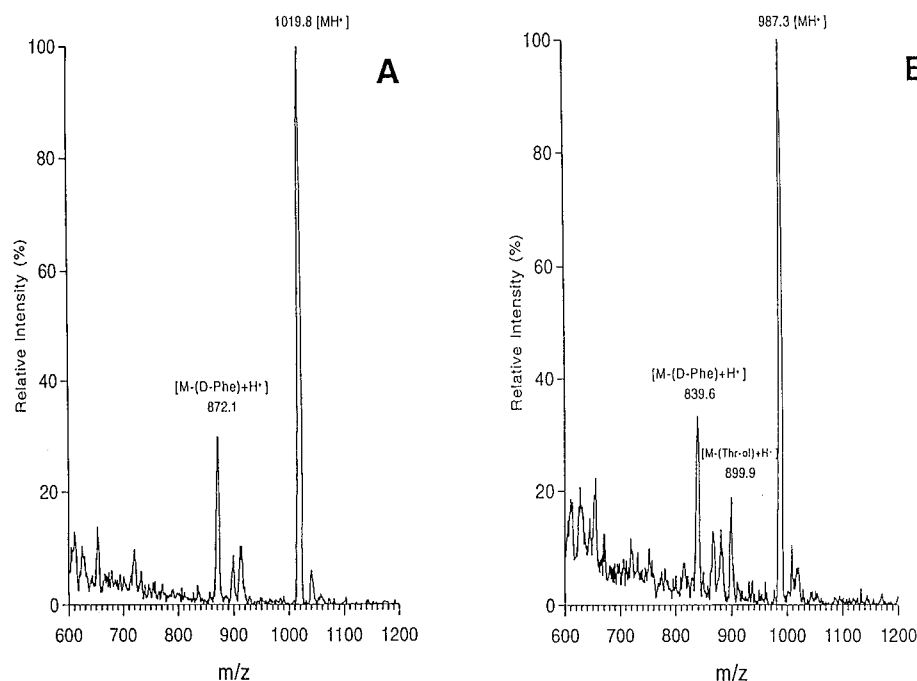 1019.8 [MH⁺]
A
100
80
60
40
20
0
Relative Intensity (%)
[M-(D-Phe)+H⁺]
872.1
600 700 800 900 1000 1100 1200
m/z
987.3 [MH⁺]
100
80
60
40
20
0
Relative Intensity (%)
[M-(D-Phe)+H⁺]
839.6
[M-(Thr-ol)+H⁺]
899.9
600 700 800 900 1000 1100 1200
m/z